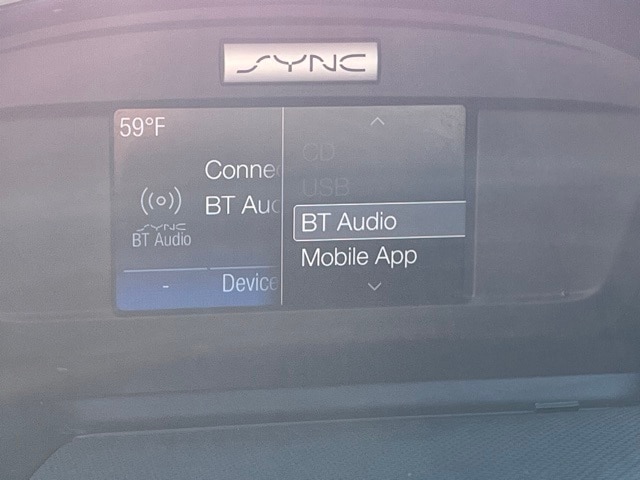 SYNC
59°F
Conne
BT Auc
SYNC
BT Audio
-
Device
CD
USB
BT Audio
Mobile App